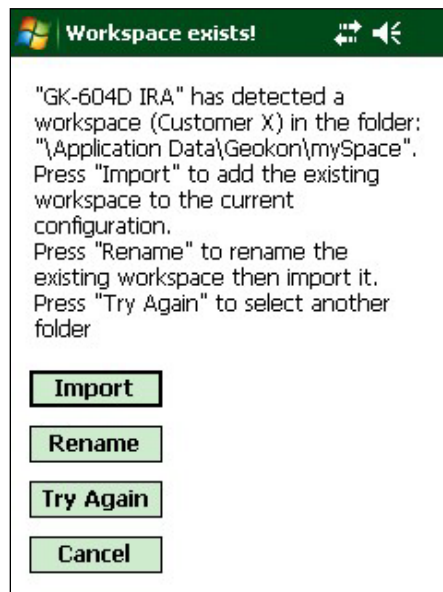 Workspace exists!
"GK-604D IRA" has detected a
workspace (Customer X) in the folder:
"\Application Data\Geokon\mySpace".
Press "Import" to add the existing
workspace to the current
configuration.
Press "Rename" to rename the
existing workspace then import it.
Press "Try Again" to select another
folder
Import
Rename
Try Again
Cancel